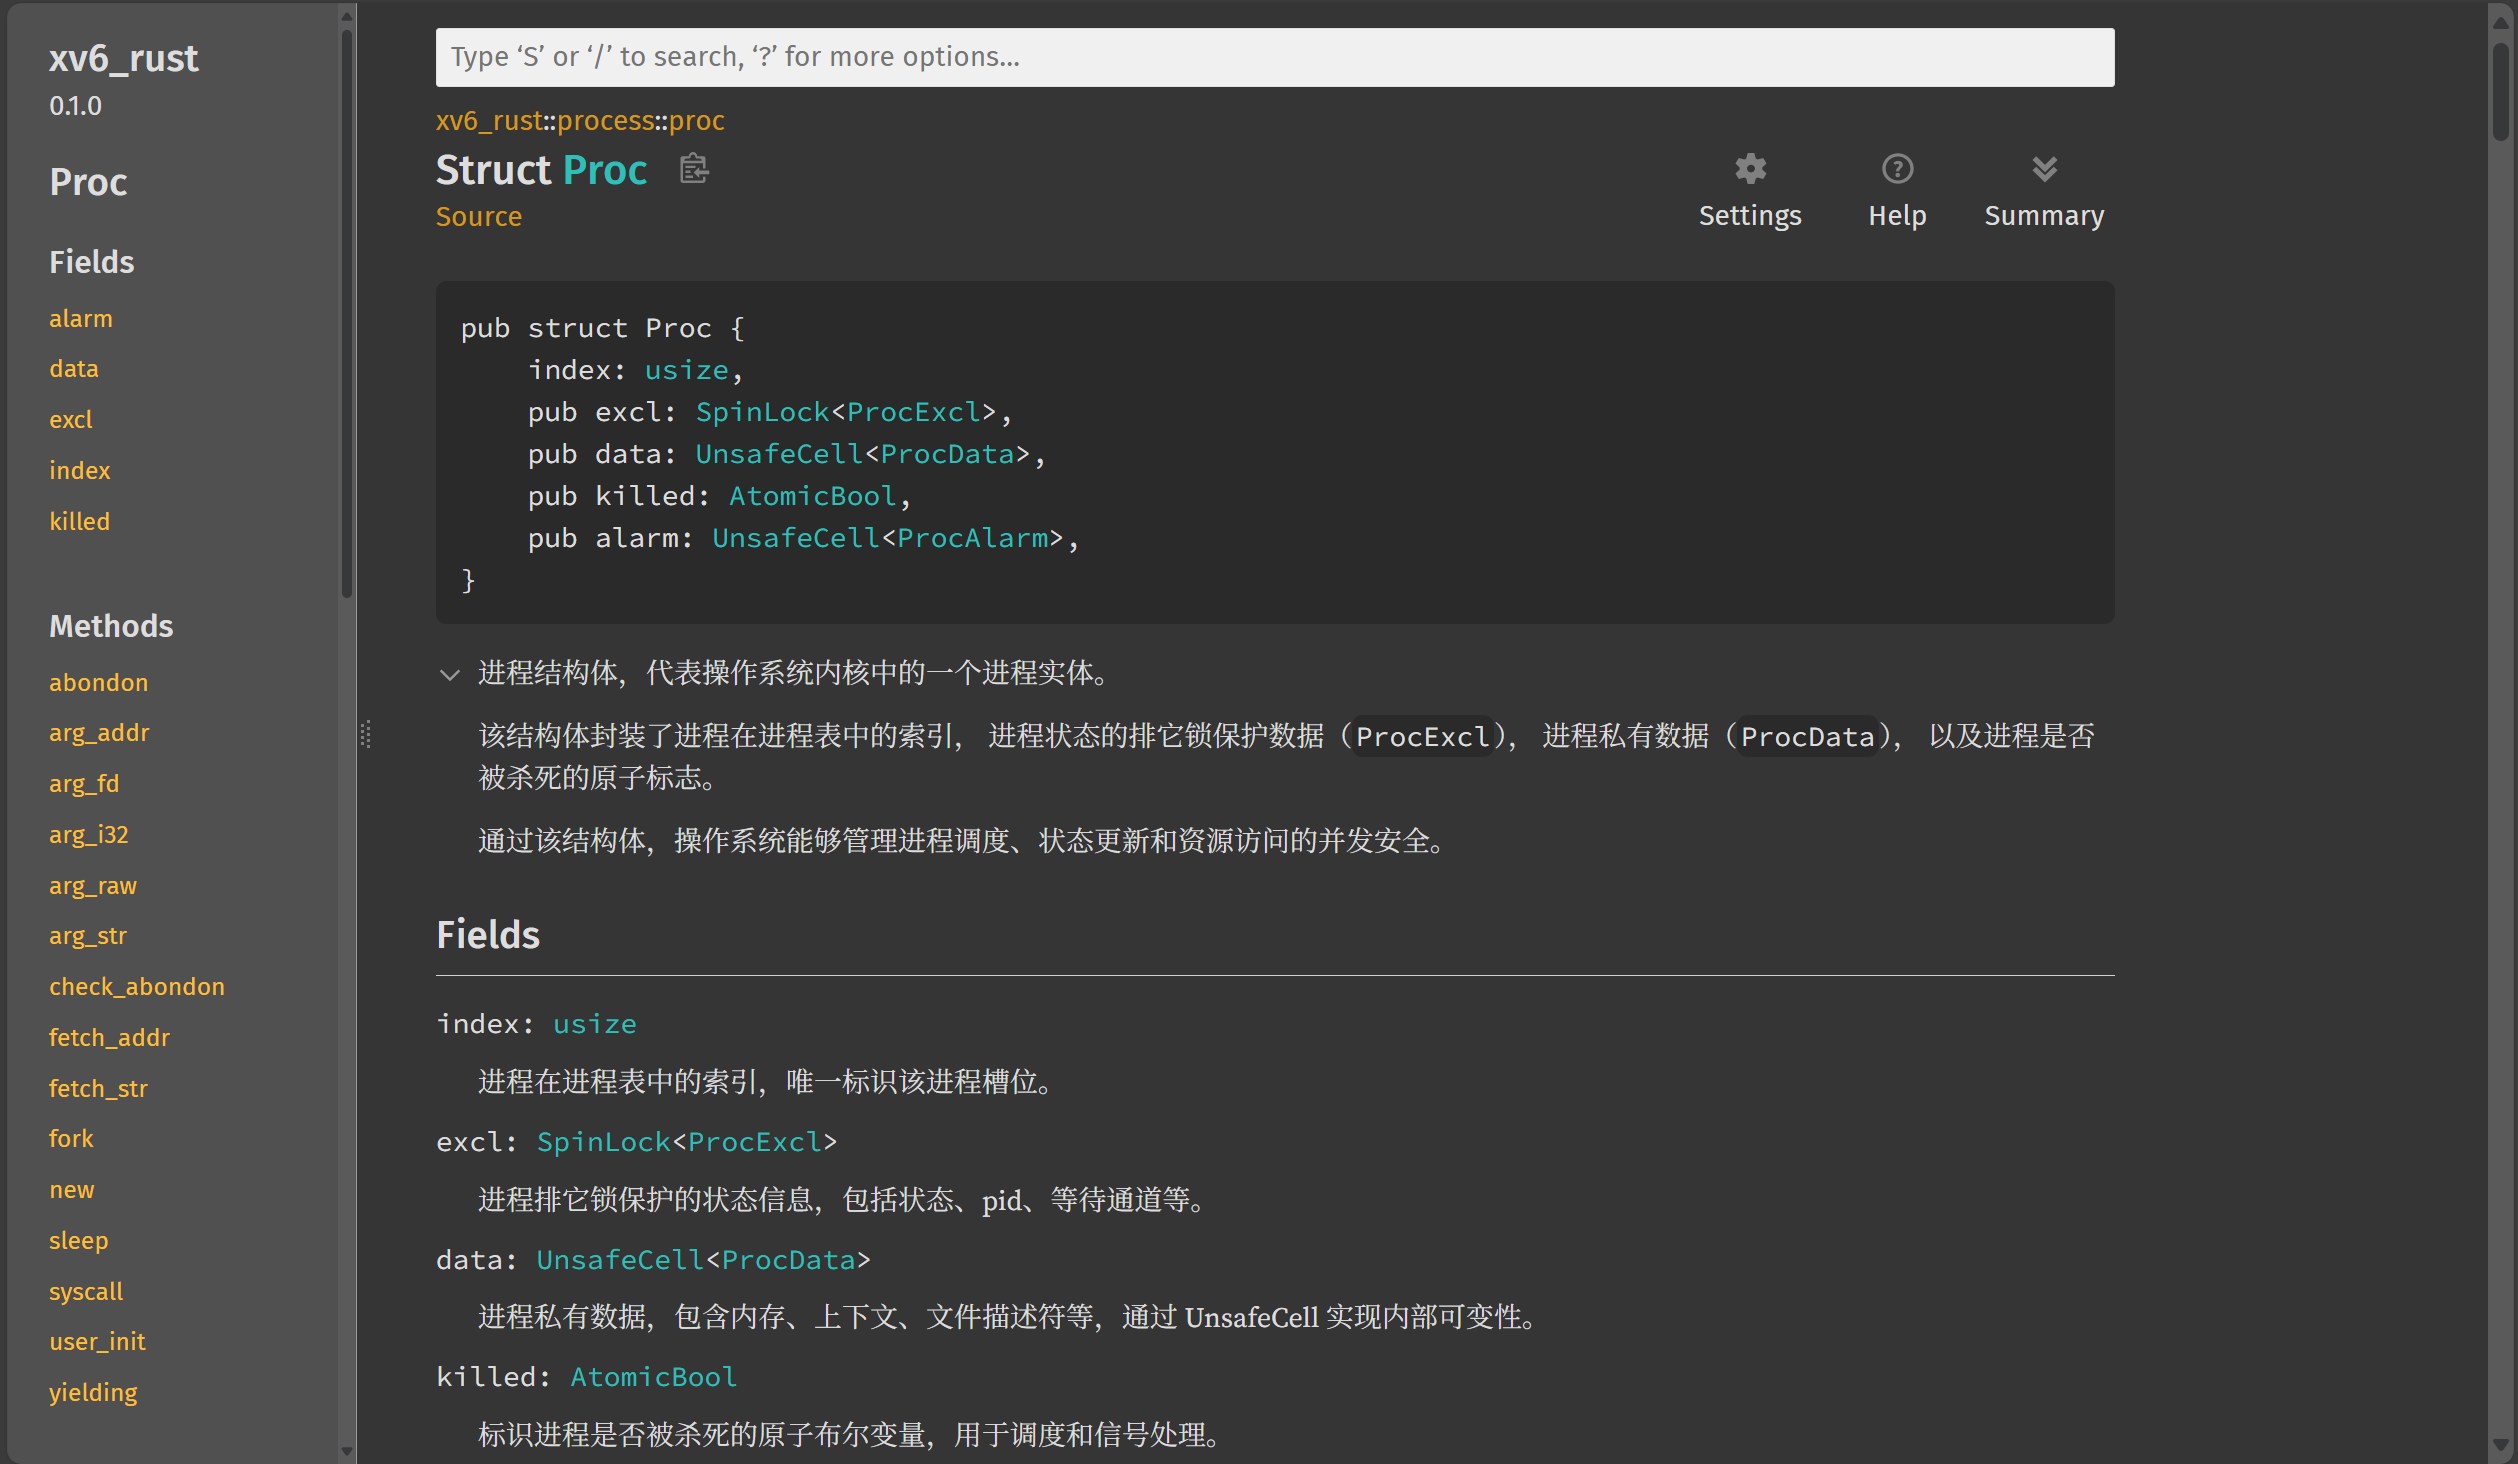 xv6_rust
0.1.0
Proc
Fields
alarm
data
excl
index
killed
Methods
abondon
arg_addr
arg_fd
arg_i32
arg_raw
arg_str
check_abondon
fetch_addr
fetch_str
fork
new
sleep
syscall
user_init
yielding
Type ‘S’ or ‘/’ to search, ‘?’ for more options…
xv6_rust::process::proc
Struct Proc
Source
Settings
Help
Summary
pub struct Proc {
    index: usize,
    pub excl: SpinLock<ProcExcl>,
    pub data: UnsafeCell<ProcData>,
    pub killed: AtomicBool,
    pub alarm: UnsafeCell<ProcAlarm>,
}
进程结构体，代表操作系统内核中的一个进程实体。
该结构体封装了进程在进程表中的索引， 进程状态的排它锁保护数据（ProcExcl）， 进程私有数据（ProcData）， 以及进程是否
被杀死的原子标志。
通过该结构体，操作系统能够管理进程调度、状态更新和资源访问的并发安全。
Fields
index: usize
进程在进程表中的索引，唯一标识该进程槽位。
excl: SpinLock<ProcExcl>
进程排它锁保护的状态信息，包括状态、pid、等待通道等。
data: UnsafeCell<ProcData>
进程私有数据，包含内存、上下文、文件描述符等，通过 UnsafeCell 实现内部可变性。
killed: AtomicBool
标识进程是否被杀死的原子布尔变量，用于调度和信号处理。